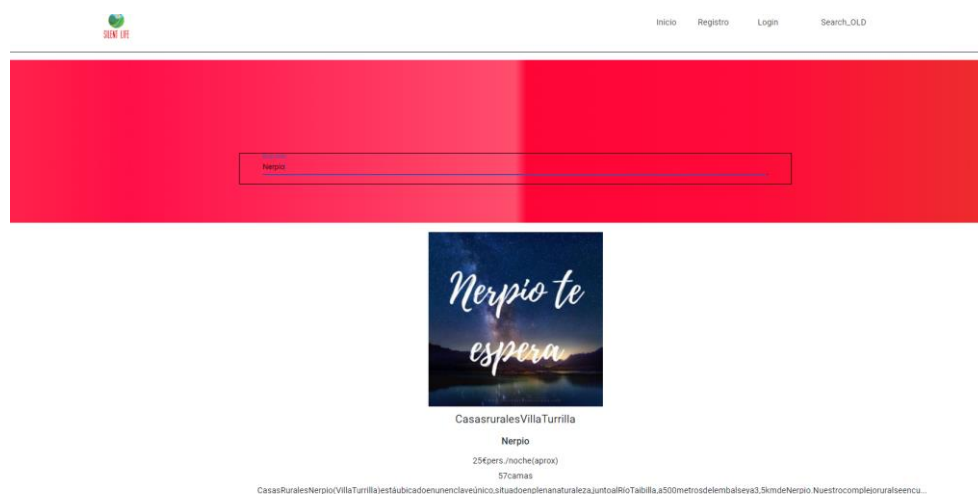 SILENT LIFE
Inicio Registro Login Search_OLD
Nerpio
Nerpio te
espera
CasasruralesVillaTurrilla
Nerpio
25€pers./noche(aprox)
57camas
CasasRuralesNerpio(VillaTurrilla)estáubicadoenunenclaveúnico,situadoenplenanaturaleza,juntoalRíoTaibilla,a500metrosdelembalseya3,5kmdeNerpio.Nuestrocomplejoruralseencu...